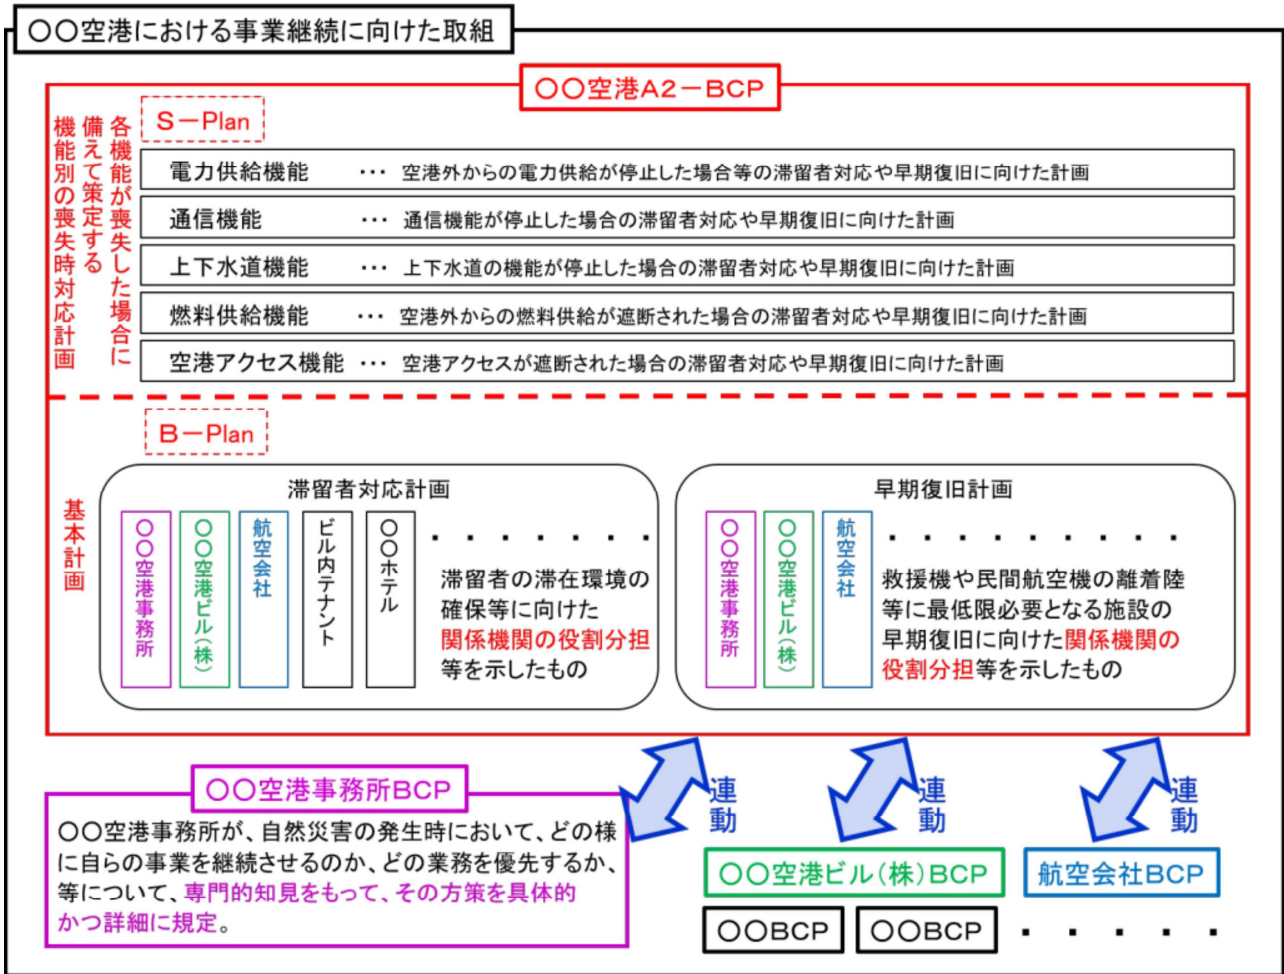 〇〇空港における事業継続に向けた取組
〇〇空港A2-BCP
各機能が喪失した場合に
備えて策定する
機能別の喪失時対応計画
S-Plan
電力供給機能 … 空港外からの電力供給が停止した場合等の滞留者対応や早期復旧に向けた計画
通信機能 … 通信機能が停止した場合の滞留者対応や早期復旧に向けた計画
上下水道機能 … 上下水道の機能が停止した場合の滞留者対応や早期復旧に向けた計画
燃料供給機能 … 空港外からの燃料供給が遮断された場合の滞留者対応や早期復旧に向けた計画
空港アクセス機能 … 空港アクセスが遮断された場合の滞留者対応や早期復旧に向けた計画
B-Plan
基本計画
滞留者対応計画
〇〇空港事務所
〇〇空港ビル(株)
航空会社
ビル内テナント
〇〇ホテル
・・・・・・・
滞留者の滞在環境の
確保等に向けた
関係機関の役割分担
等を示したもの
早期復旧計画
〇〇空港事務所
〇〇空港ビル(株)
航空会社
・・・・・・・・・・
救援機や民間航空機の離着陸
等に最低限必要となる施設の
早期復旧に向けた関係機関の
役割分担等を示したもの
連動
連動
連動
〇〇空港事務所BCP
〇〇空港事務所が、自然災害の発生時において、どの様
に自らの事業を継続させるのか、どの業務を優先するか、
等について、専門的知見をもって、その方策を具体的
かつ詳細に規定。
〇〇空港ビル(株)BCP
航空会社BCP
〇〇BCP
〇〇BCP
・・・・・